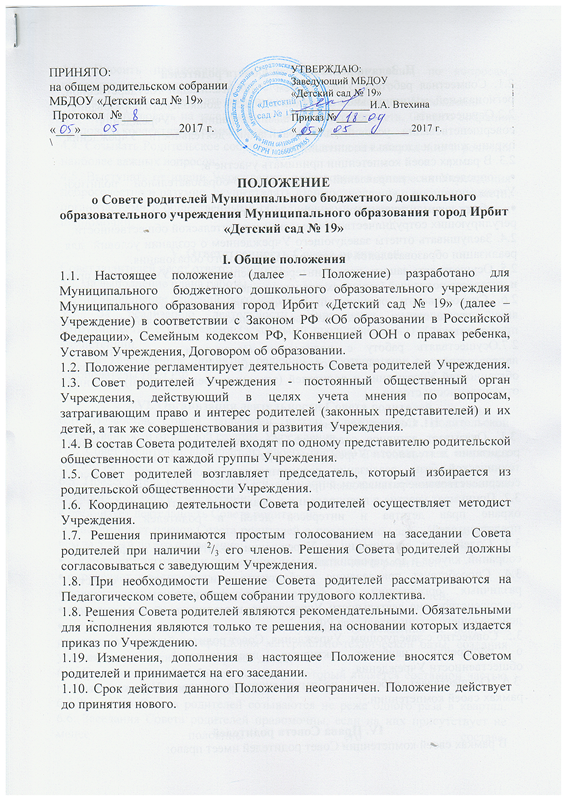 ПРИНЯТО:
на общем родительском собрании
МБДОУ «Детский сад № 19»
Протокол № 8
« 05 » 05 2017 г.
УТВЕРЖДАЮ:
Заведующий МБДОУ
«Детский сад № 19»
И.А. Втехина
Приказ № 18-од
« 05 » 05 2017 г.
«Детский
сад № 19»
ПОЛОЖЕНИЕ
о Совете родителей Муниципального бюджетного дошкольного
образовательного учреждения Муниципального образования город Ирбит
«Детский сад № 19»
I. Общие положения
1.1. Настоящее положение (далее – Положение) разработано для
Муниципального бюджетного дошкольного образовательного учреждения
Муниципального образования город Ирбит «Детский сад № 19» (далее –
Учреждение) в соответствии с Законом РФ «Об образовании в Российской
Федерации», Семейным кодексом РФ, Конвенцией ООН о правах ребенка,
Уставом Учреждения, Договором об образовании.
1.2. Положение регламентирует деятельность Совета родителей Учреждения.
1.3. Совет родителей Учреждения - постоянный общественный орган
Учреждения, действующий в целях учета мнения по вопросам,
затрагивающим право и интерес родителей (законных представителей) и их
детей, а так же совершенствования и развития Учреждения.
1.4. В состав Совета родителей входят по одному представителю родительской
общественности от каждой группы Учреждения.
1.5. Совет родителей возглавляет председатель, который избирается из
родительской общественности Учреждения.
1.6. Координацию деятельности Совета родителей осуществляет методист
Учреждения.
1.7. Решения принимаются простым голосованием на заседании Совета
родителей при наличии 2/3 его членов. Решения Совета родителей должны
согласовываться с заведующим Учреждения.
1.8. При необходимости Решение Совета родителей рассматриваются на
Педагогическом совете, общем собрании трудового коллектива.
1.8. Решения Совета родителей являются рекомендательными. Обязательными
для исполнения являются только те решения, на основании которых издается
приказ по Учреждению.
1.19. Изменения, дополнения в настоящее Положение вносятся Советом
родителей и принимается на его заседании.
1.10. Срок действия данного Положения неограничен. Положение действует
до принятия нового.